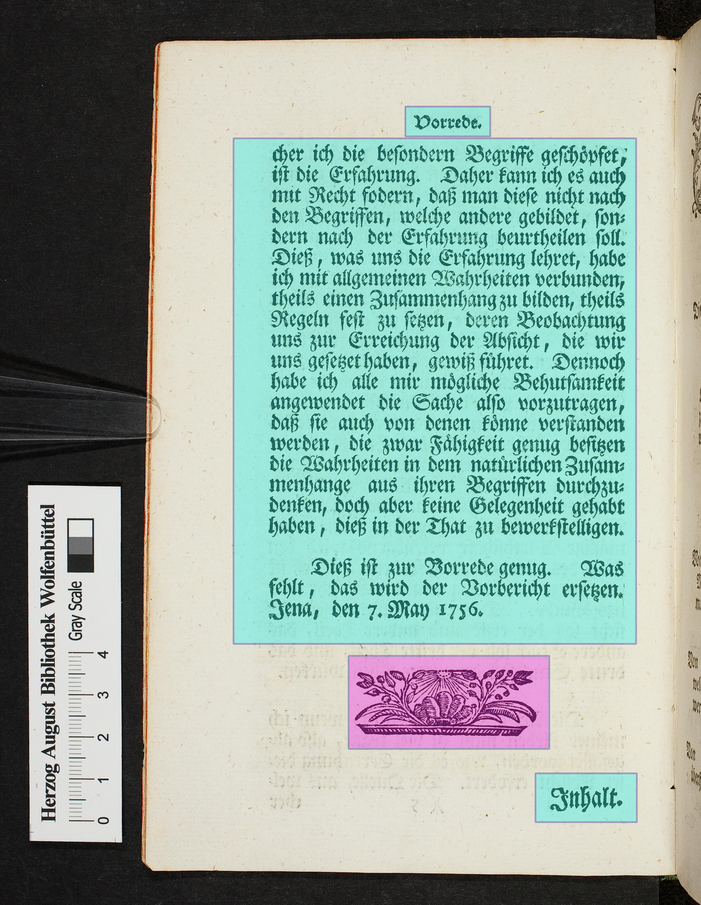 Vorrede.
cher ich die besondern Begriffe geschöpfet,
ist die Erfahrung. Daher kann ich es auch
mit Recht fodern, daß man diese nicht nach
den Begriffen, welche andere gebildet, son-
dern nach der Erfahrung beurtheilen soll.
Dieß, was uns die Erfahrung lehret, habe
ich mit allgemeinen Wahrheiten verbunden,
theils einen Zusammenhang zu bilden, theils
Regeln fest zu setzen, deren Beobachtung
uns zur Erreichung der Absicht, die wir
uns gesetzet haben, gewiß führet. Dennoch
habe ich alle mir mögliche Behutsamkeit
angewendet die Sache also vorzutragen,
daß sie auch von denen könne verstanden
werden, die zwar Fähigkeit genug besitzen
die Wahrheiten in dem natürlichen Zusam-
menhange aus ihren Begriffen durchzu-
denken, doch aber keine Gelegenheit gehabt
haben, dieß in der That zu bewerkstelligen.
Dieß ist zur Vorrede genug. Was
fehlt, das wird der Vorbericht ersetzen.
Jena, den 7. May 1756.
Inhalt.
Herzog August Bibliothek Wolfenbüttel
Gray Scale
0 1 2 3 4